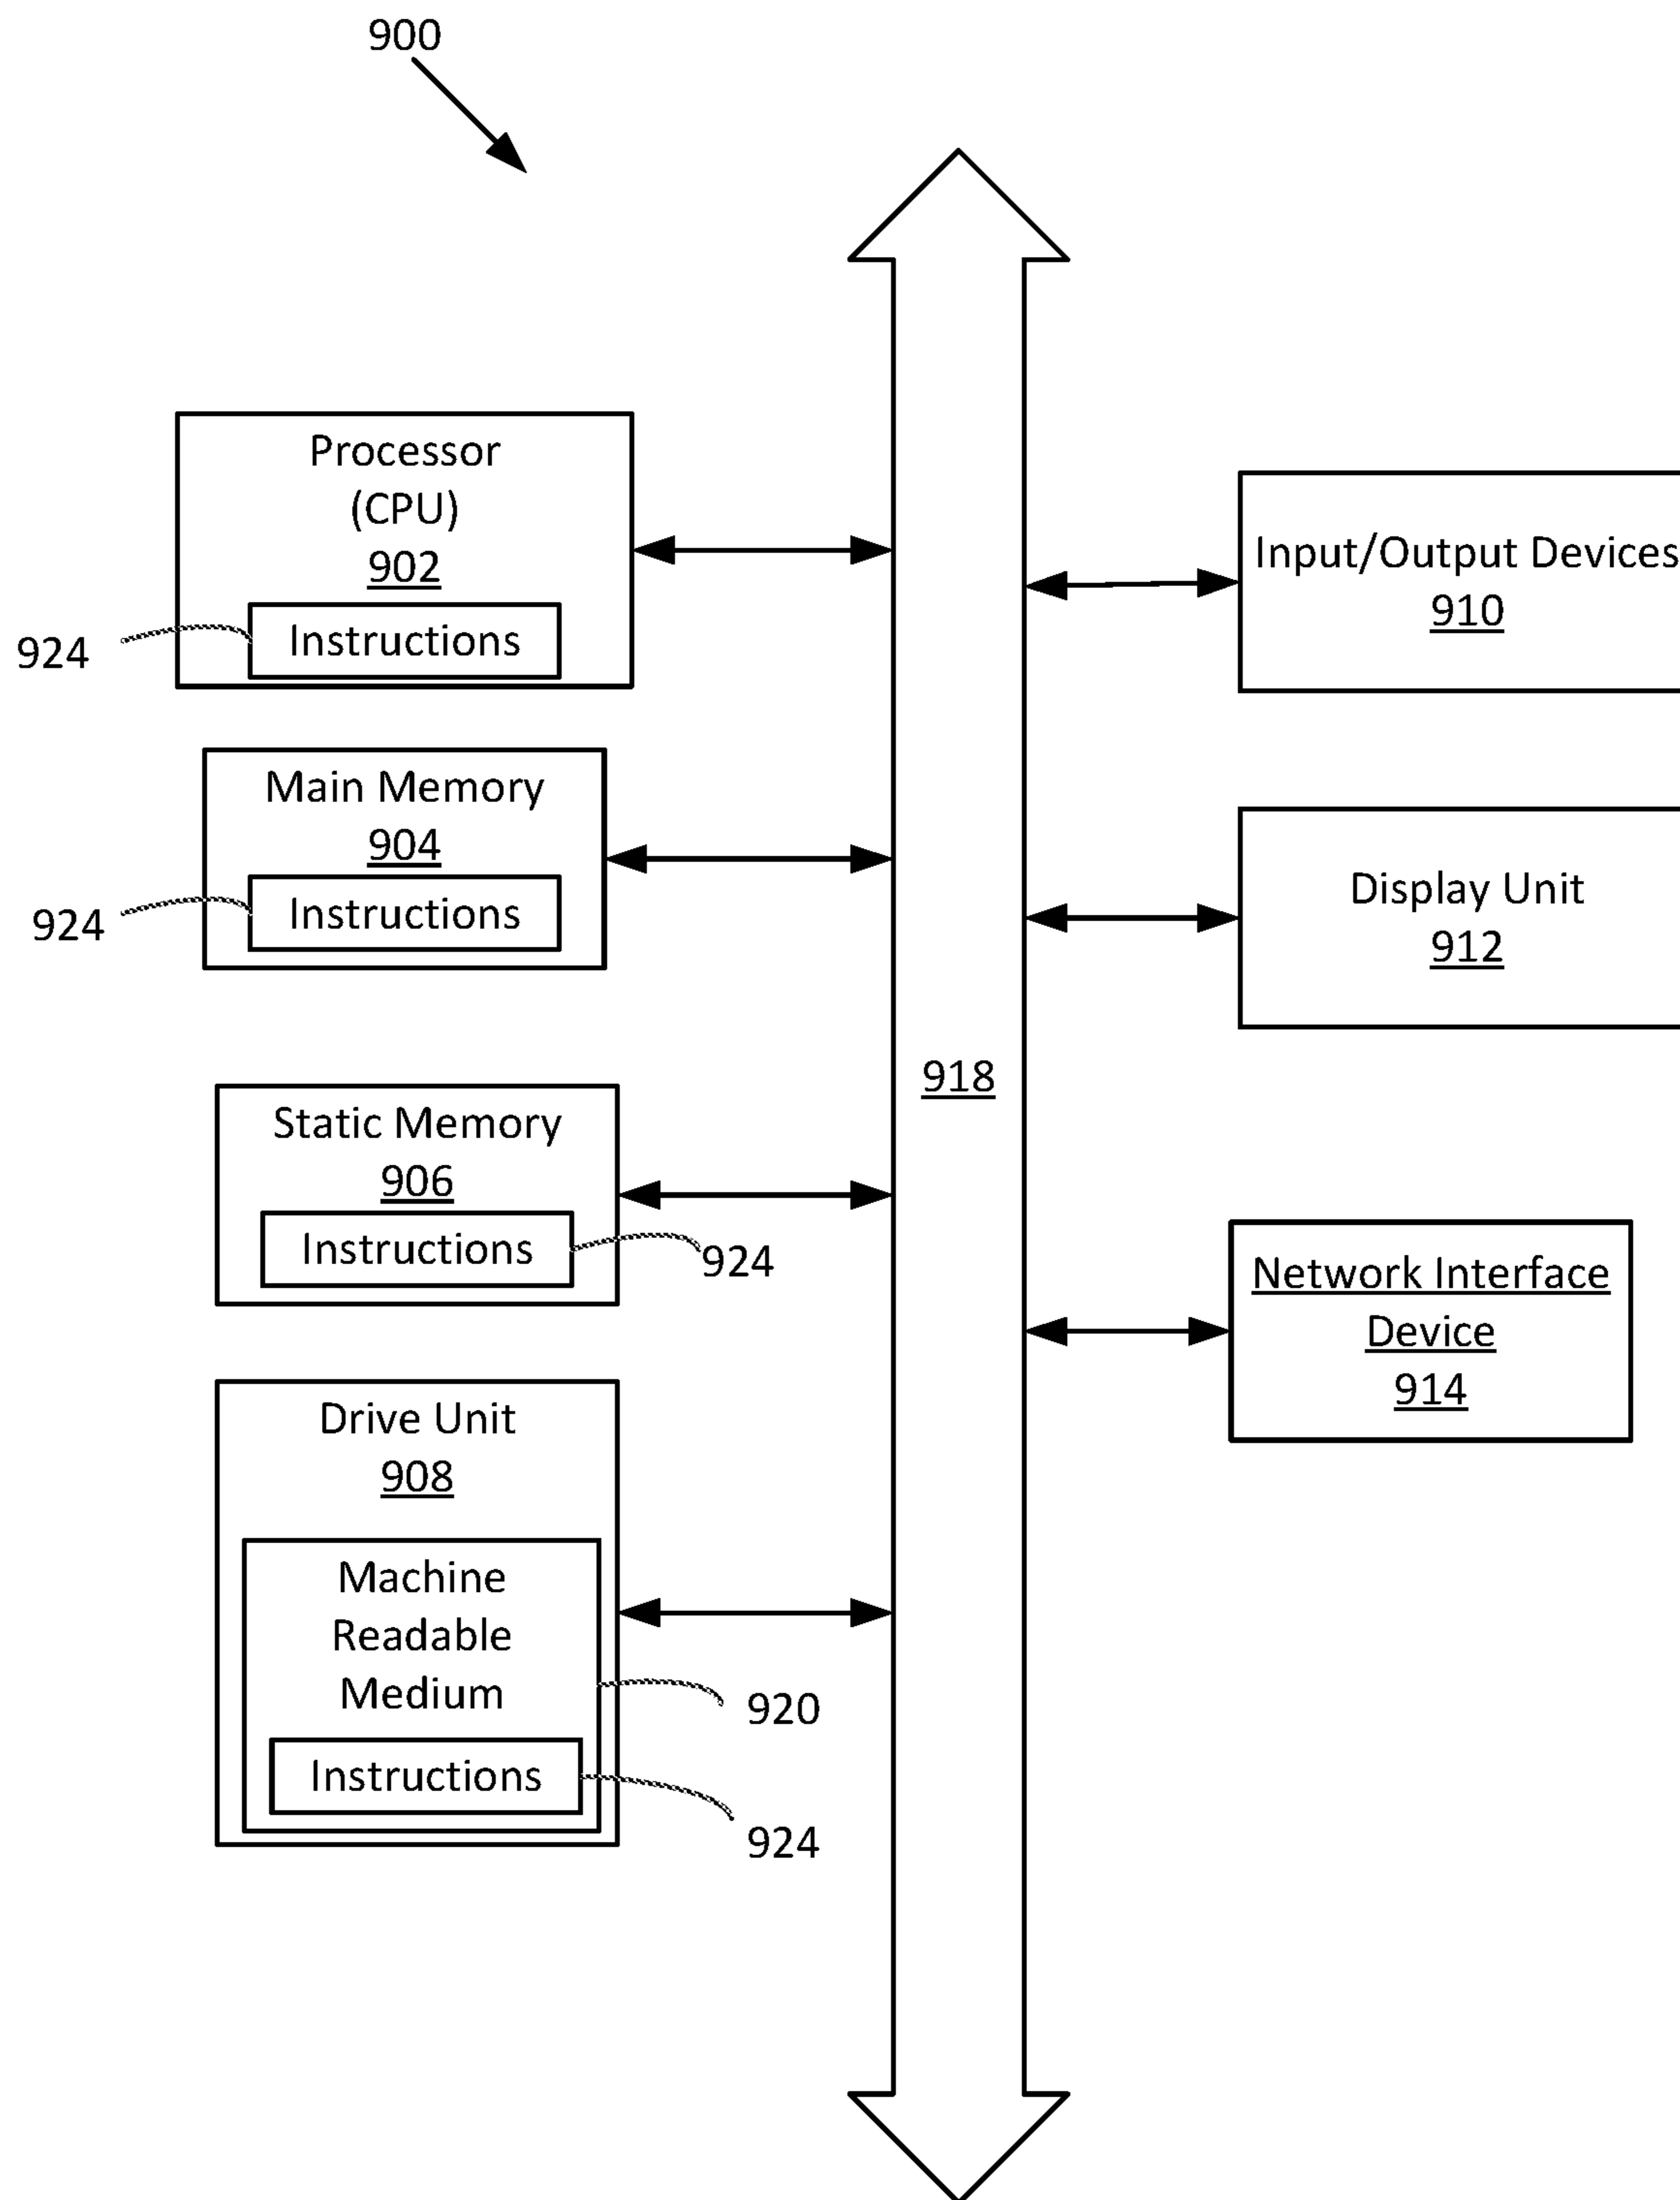 900
Processor
(CPU)
902
924
Instructions
Main Memory
904
924
Instructions
Static Memory
906
Instructions
924
Drive Unit
908
Machine
Readable
Medium
920
Instructions
924
918
Input/Output Devices
910
Display Unit
912
Network Interface
Device
914